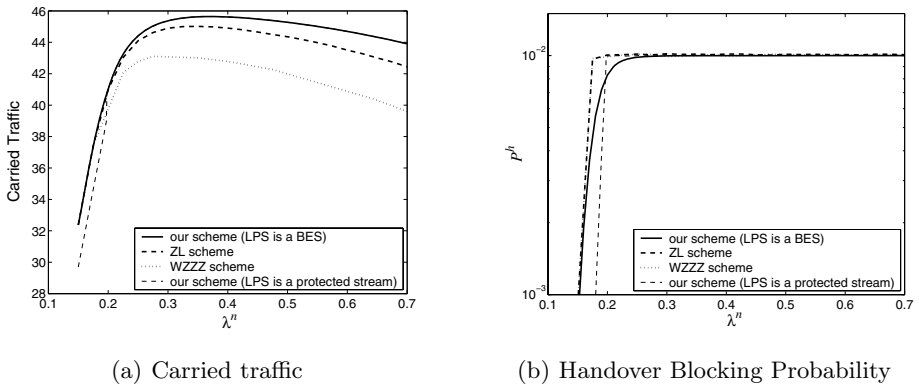 46
44
42
40
38
36
34
32
30
28
Carried Traffic
0.1 0.2 0.3 0.4 0.5 0.6 0.7
λⁿ
our scheme (LPS is a BES)
ZL scheme
WZZZ scheme
our scheme (LPS is a protected stream)
(a) Carried traffic
10⁻²
10⁻³
Pʰ
0.1 0.2 0.3 0.4 0.5 0.6 0.7
λⁿ
our scheme (LPS is a BES)
ZL scheme
WZZZ scheme
our scheme (LPS is a protected stream)
(b) Handover Blocking Probability